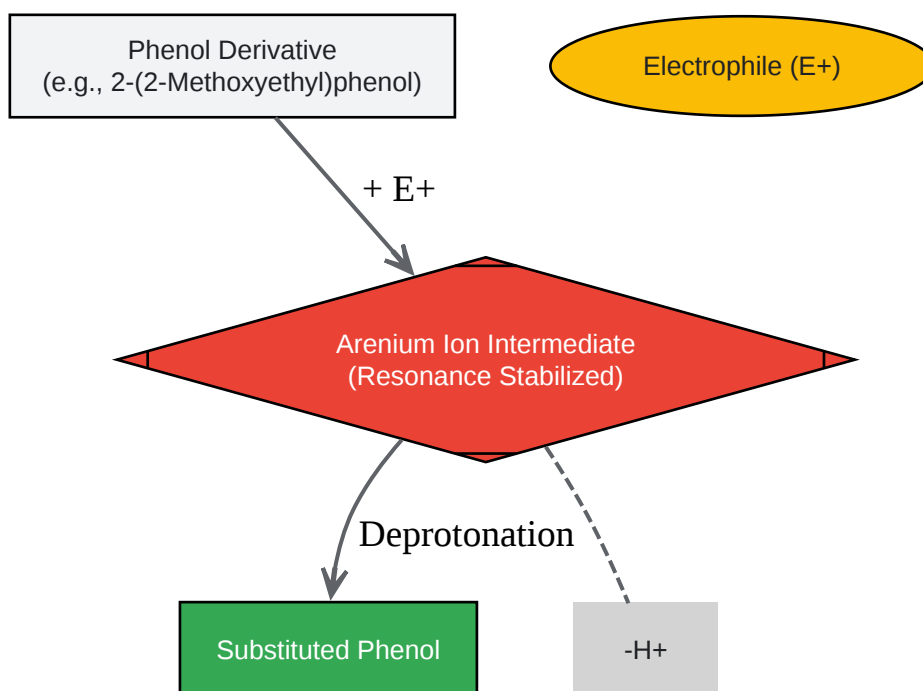 Phenol Derivative
(e.g., 2-(2-Methoxyethyl)phenol)
Electrophile (E+)
+ E+
Arenium Ion Intermediate
(Resonance Stabilized)
Deprotonation
Substituted Phenol
-H+